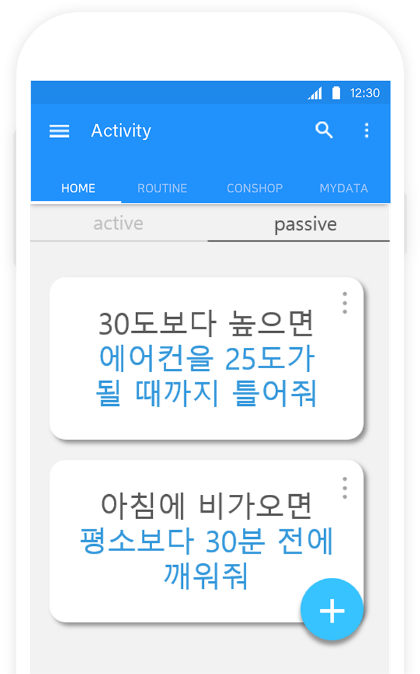 12:30
Activity
HOME ROUTINE CONSHOP MYDATA
active passive
30도보다 높으면
에어컨을 25도가
될 때까지 틀어줘
아침에 비가오면
평소보다 30분 전에
깨워줘